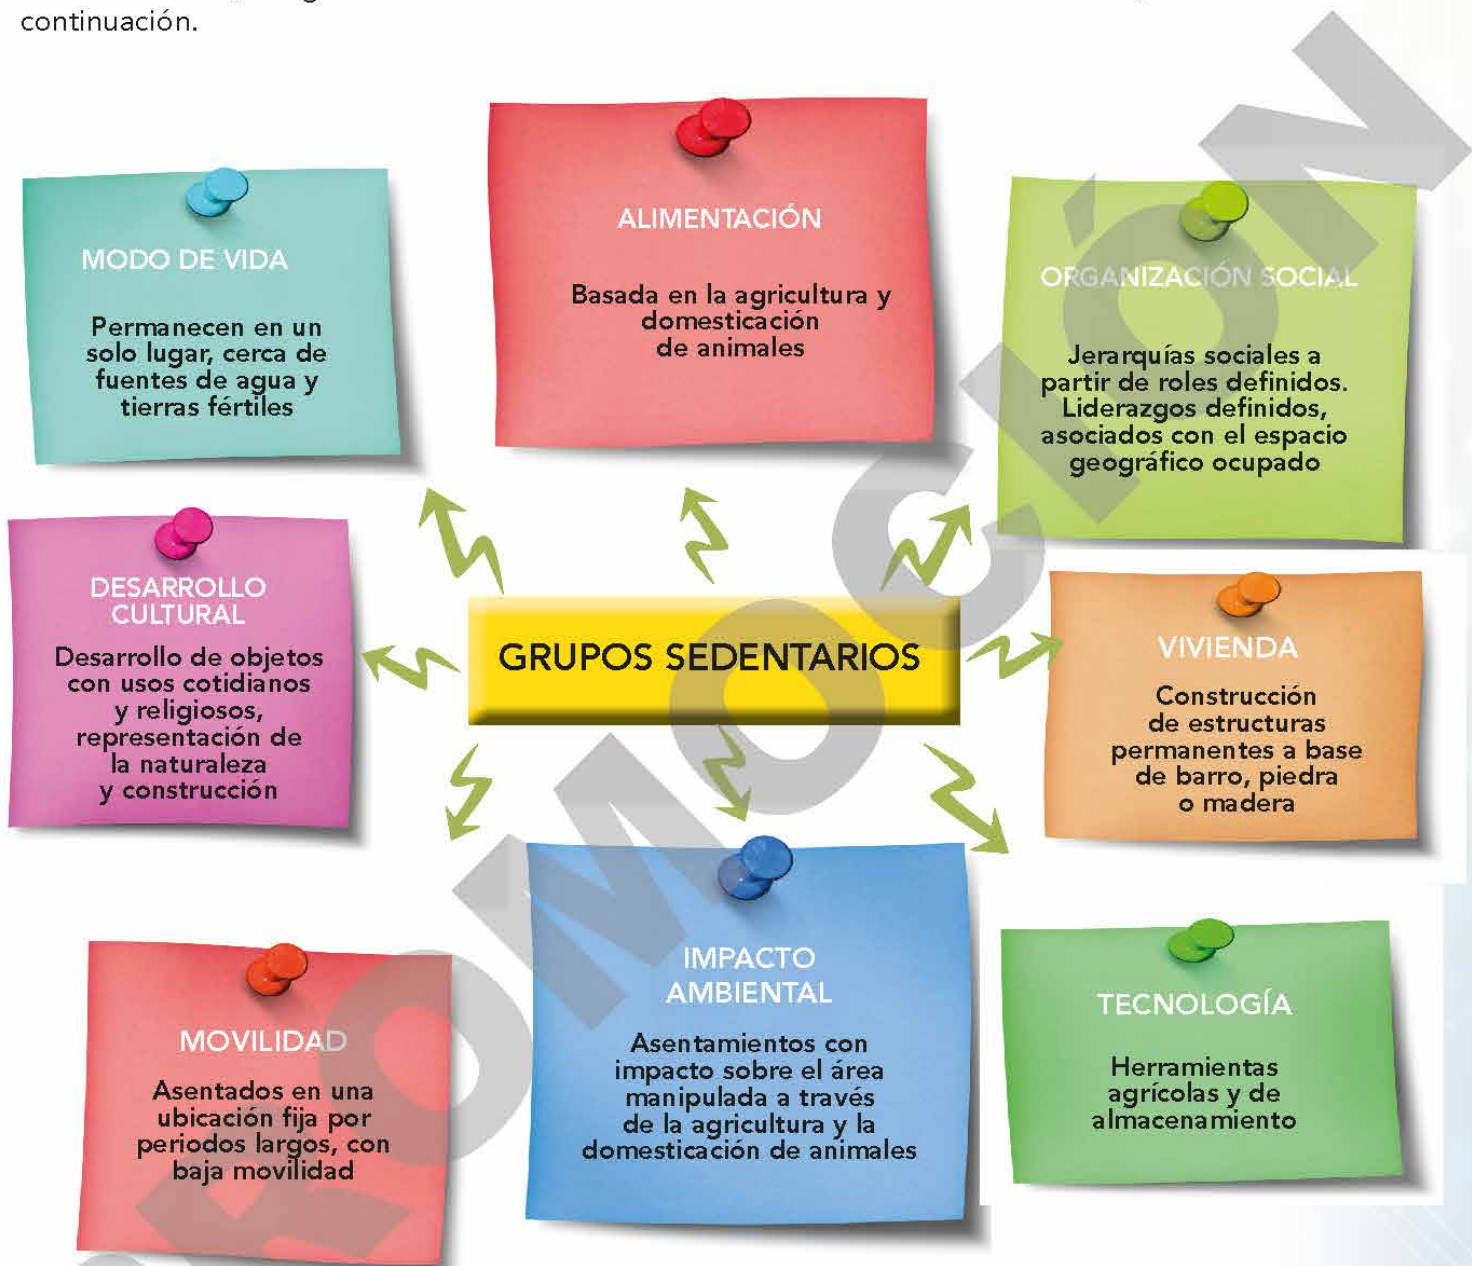 continuación.
MODO DE VIDA
Permanecen en un
solo lugar, cerca de
fuentes de agua y
tierras fértiles
ALIMENTACIÓN
Basada en la agricultura y
domesticación
de animales
ORGANIZACIÓN SOCIAL
Jerarquías sociales a
partir de roles definidos.
Liderazgos definidos,
asociados con el espacio
geográfico ocupado
DESARROLLO
CULTURAL
Desarrollo de objetos
con usos cotidianos
y religiosos,
representación de
la naturaleza
y construcción
GRUPOS SEDENTARIOS
VIVIENDA
Construcción
de estructuras
permanentes a base
de barro, piedra
o madera
MOVILIDAD
Asentados en una
ubicación fija por
periodos largos, con
baja movilidad
IMPACTO
AMBIENTAL
Asentamientos con
impacto sobre el área
manipulada a través
de la agricultura y la
domesticación de animales
TECNOLOGÍA
Herramientas
agrícolas y de
almacenamiento
ROMOCIÓN